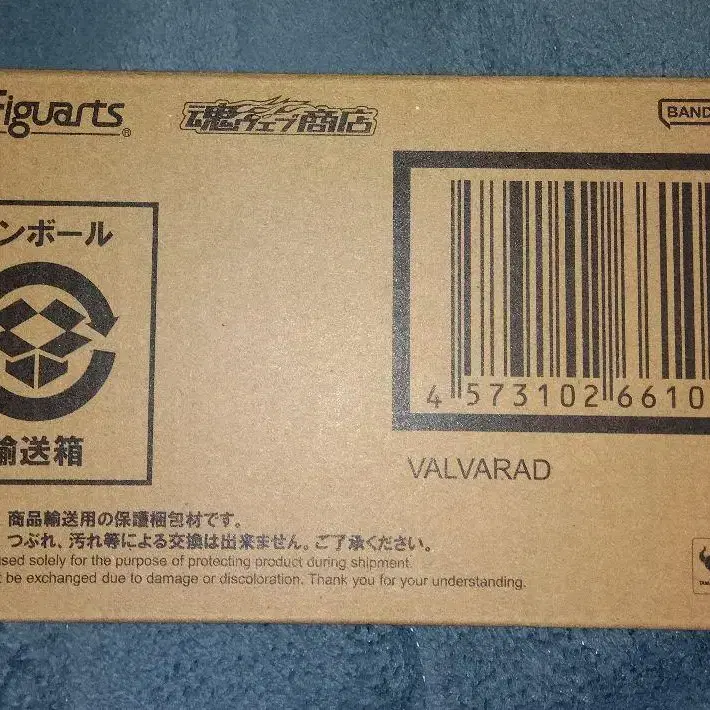 Figuarts®
魂ウェブ商店
BAND
ンボール
輸送箱
4 573102 6610
VALVARAD
商品輸送用の保護梱包材です。
つぶれ、汚れ等による交換は出来ません。ご了承ください。
used solely for the purpose of protecting product during shipment.
t be exchanged due to damage or discoloration. Thank you for your understanding.